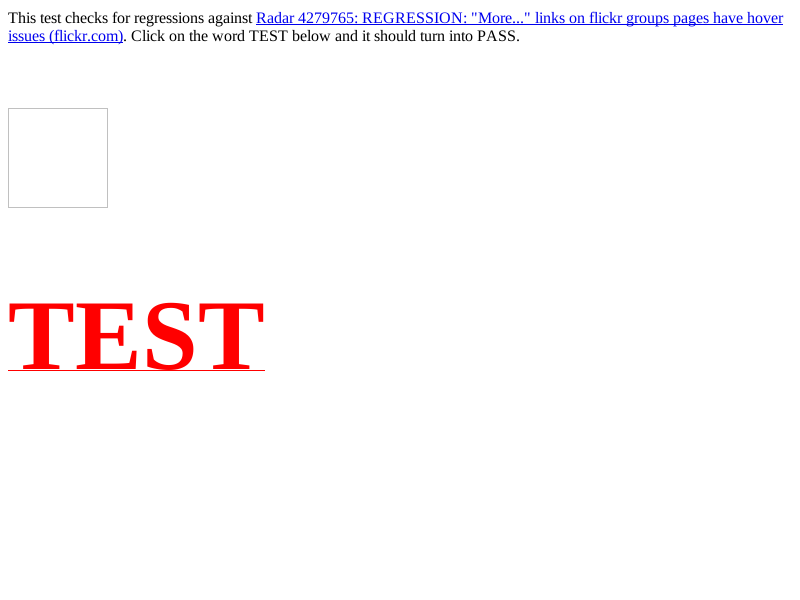 This test checks for regressions against Radar 4279765: REGRESSION: "More..." links on flickr groups pages have hover
issues (flickr.com). Click on the word TEST below and it should turn into PASS.
TEST